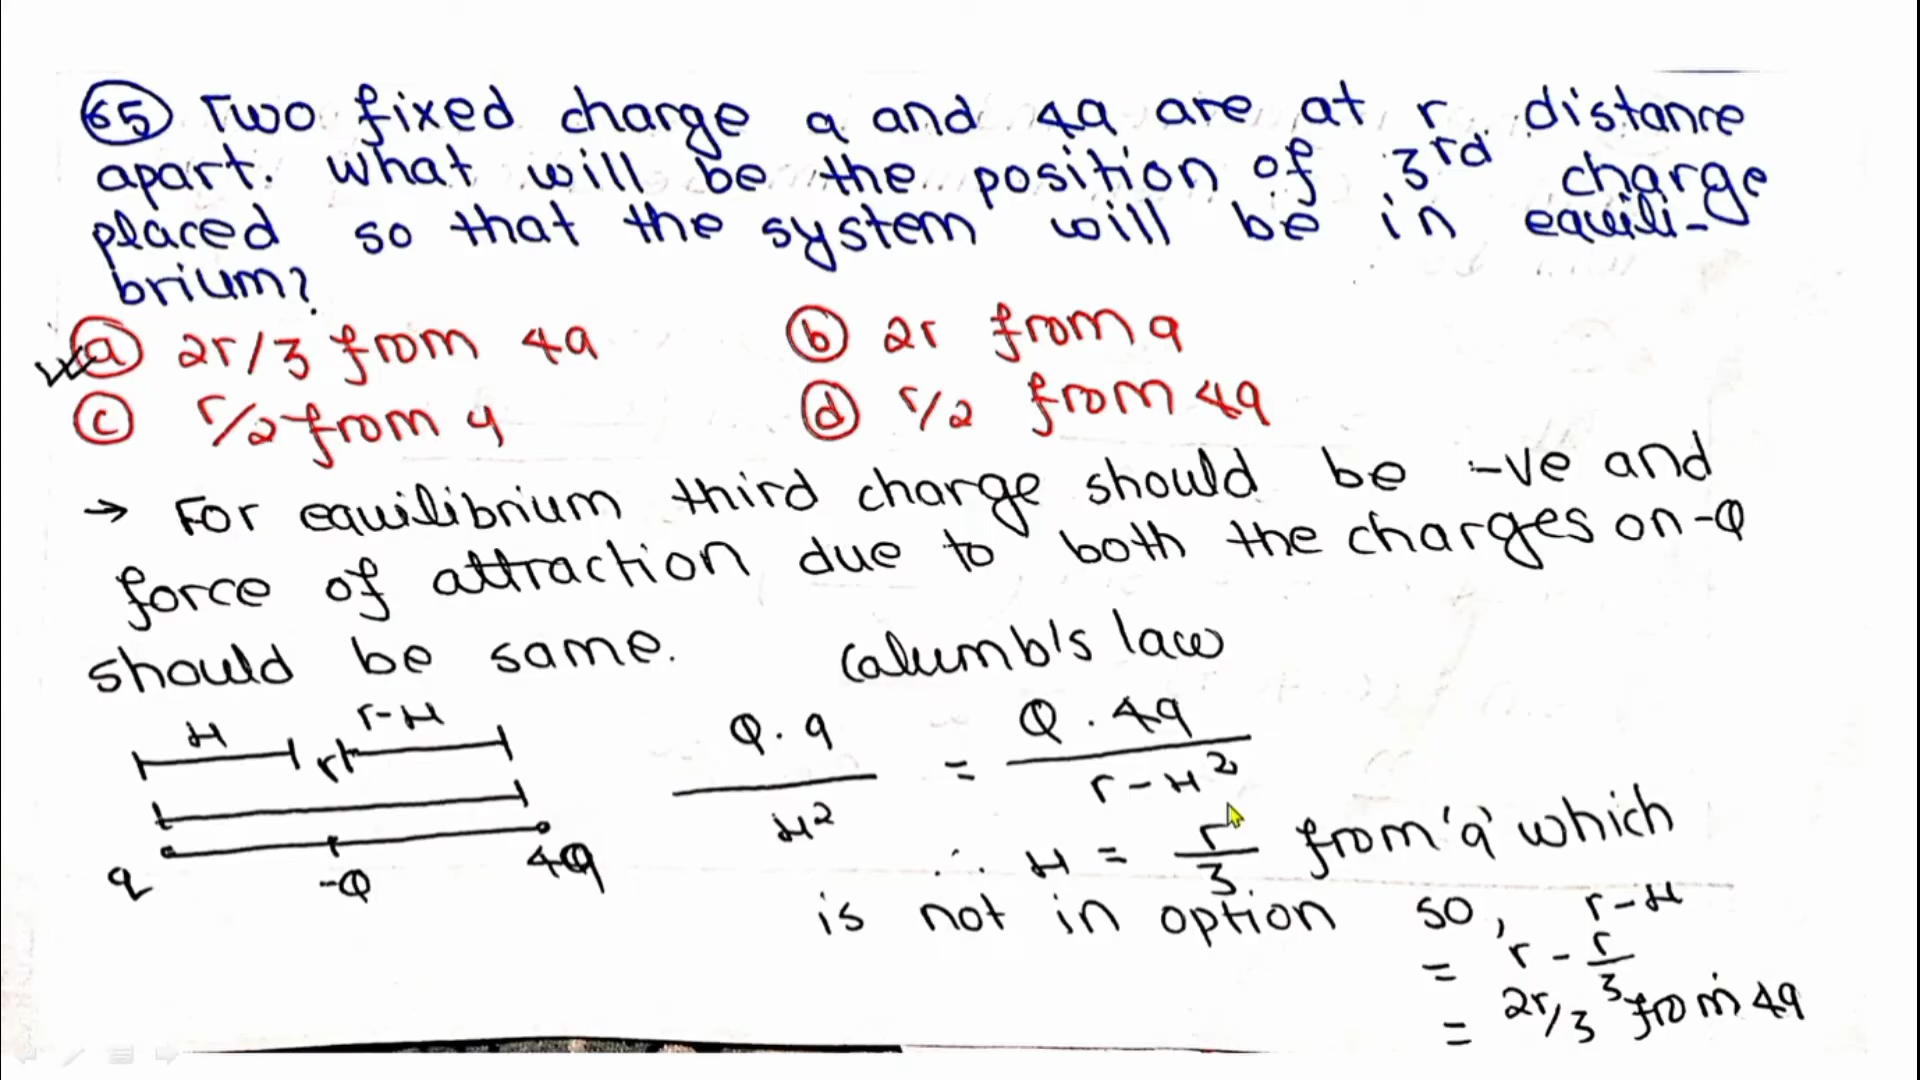 65 Two fixed charge q and 4q are at r distance
apart. What will be the position of 3rd charge
placed so that the system will be in equili-
brium?
a 2r/3 from 4q b 2r from q
c r/2 from q d r/2 from 4q
→ For equilibrium third charge should be -ve and
force of attraction due to both the charges on -Q
should be same. Calumb's law
x r-x
r
q -Q 4Q
Q.q / x² = Q.4q / r-x²
∴ x = r/3 from 'q' which
is not in option so, r-x
= r - r/3
= 2r/3 from 4q